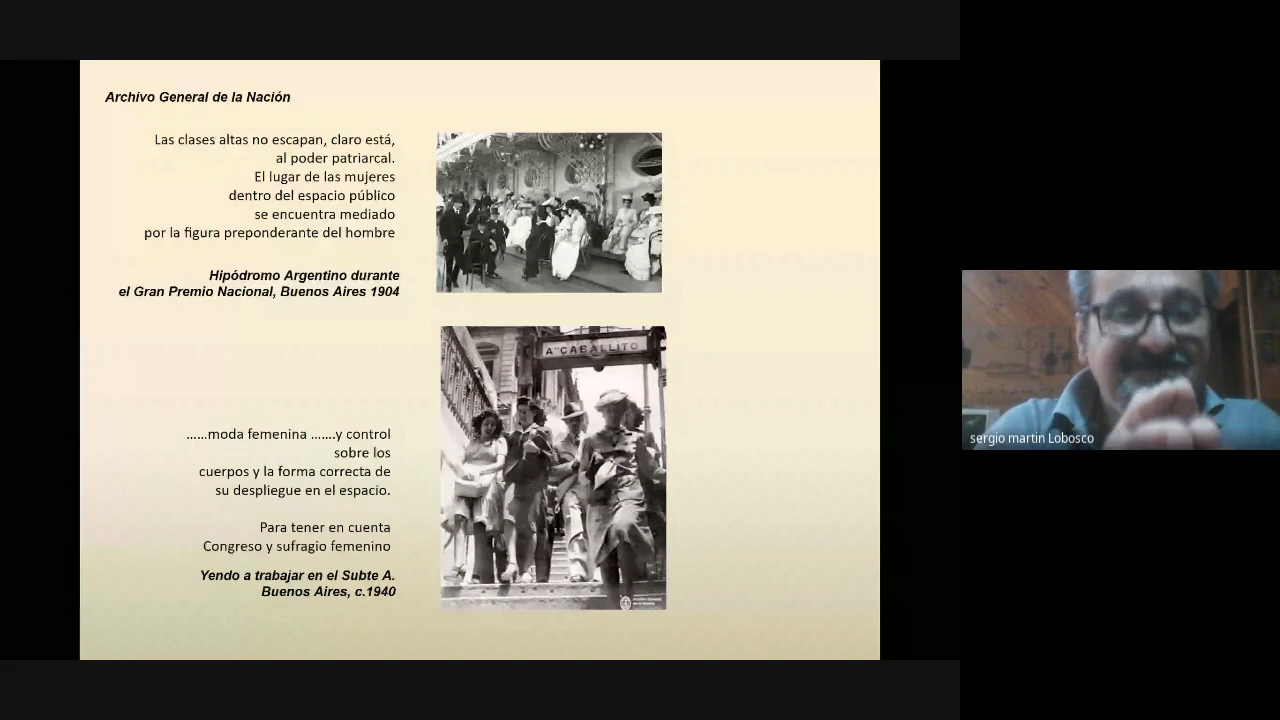 Archivo General de la Nación
Las clases altas no escapan, claro está,
al poder patriarcal.
El lugar de las mujeres
dentro del espacio público
se encuentra mediado
por la figura preponderante del hombre
Hipódromo Argentino durante
el Gran Premio Nacional, Buenos Aires 1904
A" CABALLITO
......moda femenina .......y control
sobre los
cuerpos y la forma correcta de
su despliegue en el espacio.
Para tener en cuenta
Congreso y sufragio femenino
Yendo a trabajar en el Subte A.
Buenos Aires, c.1940
sergio martin Lobosco